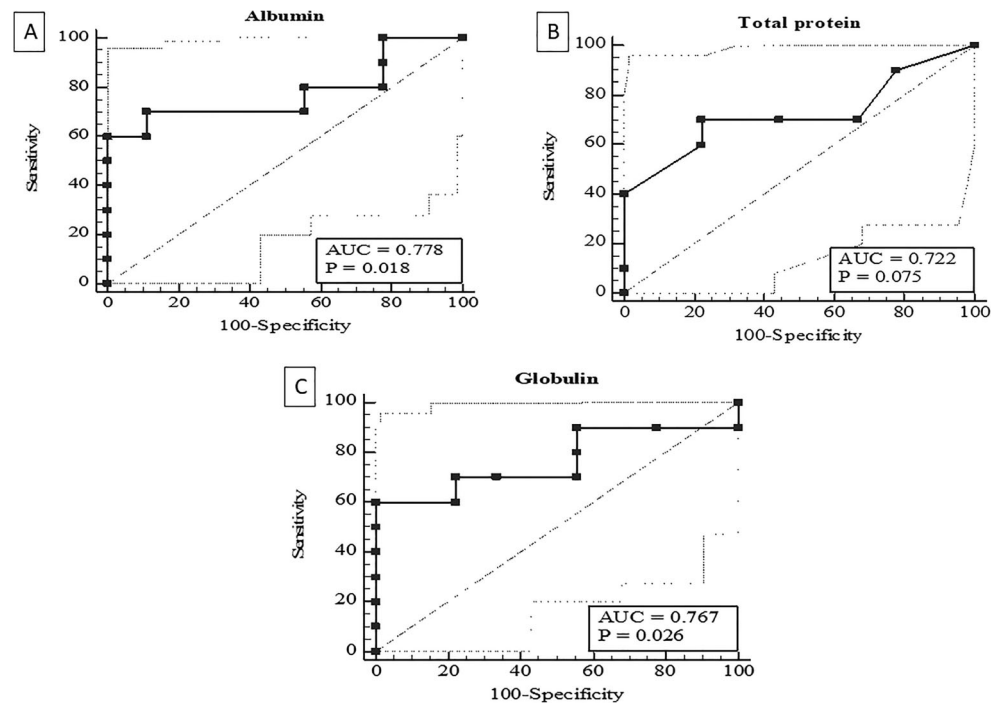 A
Albumin
100
80
60
40
20
0
Sensitivity
AUC = 0.778
P = 0.018
0 20 40 60 80 100
100-Specificity
B
Total protein
100
80
60
40
20
0
Sensitivity
AUC = 0.722
P = 0.075
0 20 40 60 80 100
100-Specificity
C
Globulin
100
80
60
40
20
0
Sensitivity
AUC = 0.767
P = 0.026
0 20 40 60 80 100
100-Specificity